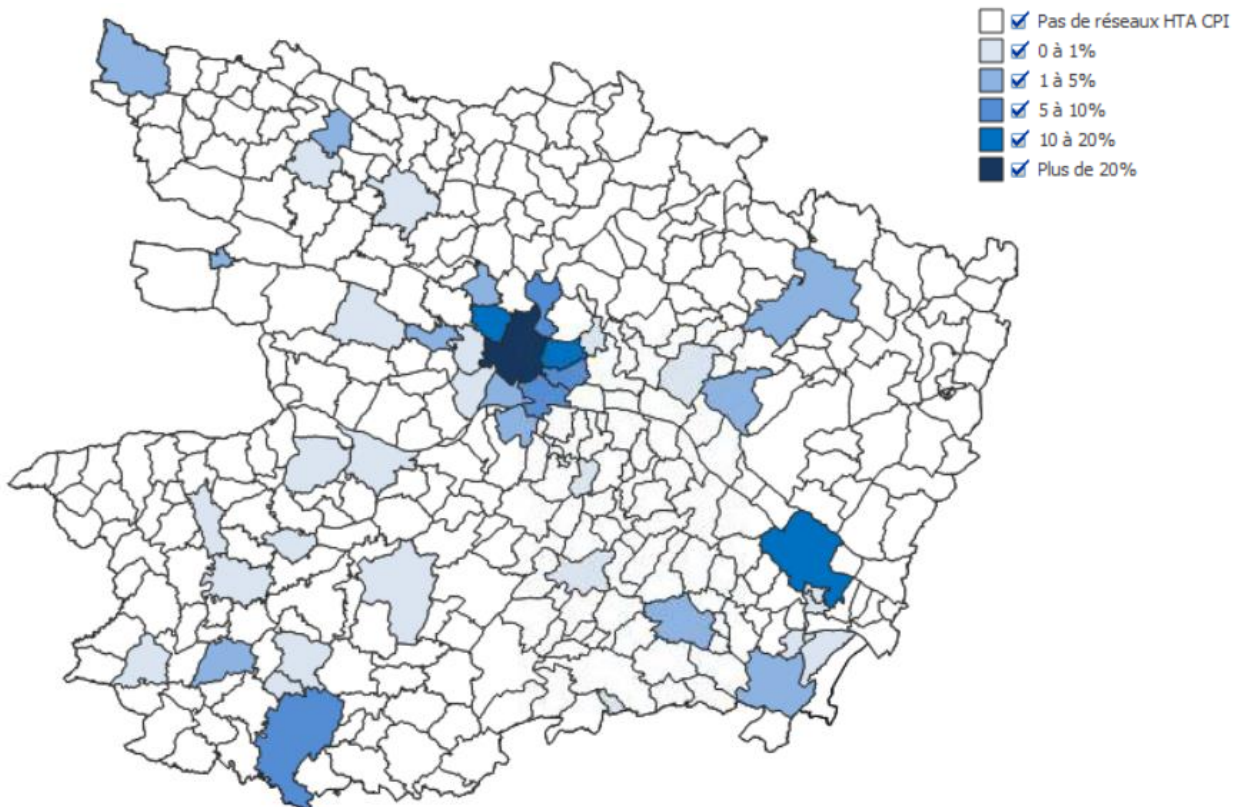 Pas de réseaux HTA CPI
0 à 1%
1 à 5%
5 à 10%
10 à 20%
Plus de 20%